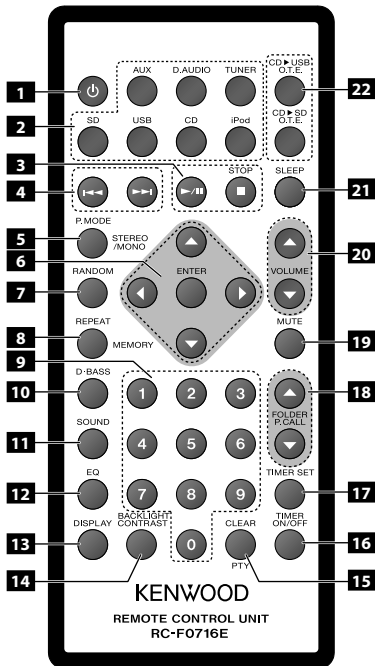 AUX D.AUDIO TUNER
CD▶USB
O.T.E.
1
22
2
SD USB CD iPod
CD▶SD
O.T.E.
3
STOP
SLEEP
4
21
P.MODE
STEREO
/MONO
5
6
ENTER
VOLUME
20
7
RANDOM
8
REPEAT
MEMORY
MUTE
19
9
10
D·BASS
1 2 3
FOLDER
P.CALL
18
11
SOUND
4 5 6
12
EQ
7 8 9
TIMER SET
17
13
DISPLAY
BACKLIGHT
CONTRAST
0
CLEAR
PTY
TIMER
ON/OFF
16
14
15
KENWOOD
REMOTE CONTROL UNIT
RC-F0716E